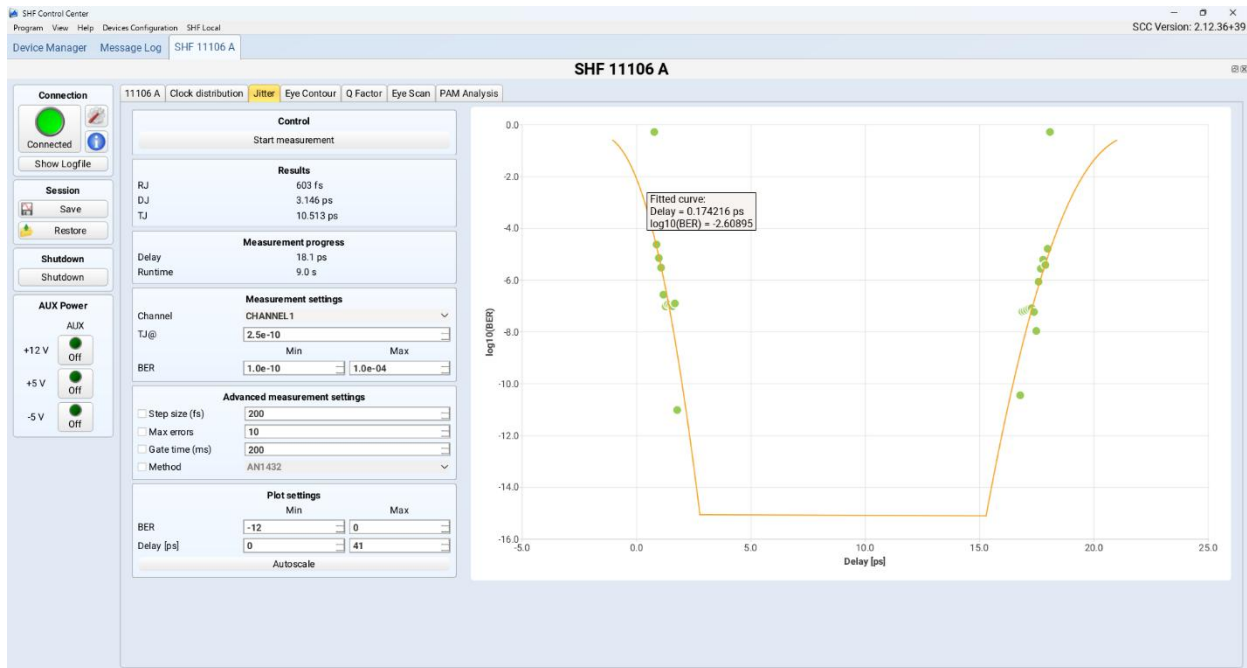 SHF Control Center
Program View Help Devices Configuration SHF Local
SCC Version: 2.12.36+39
Device Manager Message Log SHF 11106 A
SHF 11106 A
Connection
Connected
Show Logfile
Session
Save
Restore
Shutdown
Shutdown
AUX Power
AUX
+12 V Off
+5 V Off
-5 V Off
11106 A Clock distribution Jitter Eye Contour Q Factor Eye Scan PAM Analysis
Control
Start measurement
Results
RJ 603 fs
DJ 3.146 ps
TJ 10.513 ps
Measurement progress
Delay 18.1 ps
Runtime 9.0 s
Measurement settings
Channel CHANNEL1
TJ@ 2.5e-10
Min Max
BER 1.0e-10 1.0e-04
Advanced measurement settings
Step size (fs) 200
Max errors 10
Gate time (ms) 200
Method AN1432
Plot settings
Min Max
BER -12 0
Delay [ps] 0 41
Autoscale
log10(BER)
0.0
-2.0
-4.0
-6.0
-8.0
-10.0
-12.0
-14.0
-16.0
Fitted curve:
Delay = 0.174216 ps
log10(BER) = -2.60895
-5.0 0.0 5.0 10.0 15.0 20.0 25.0
Delay [ps]